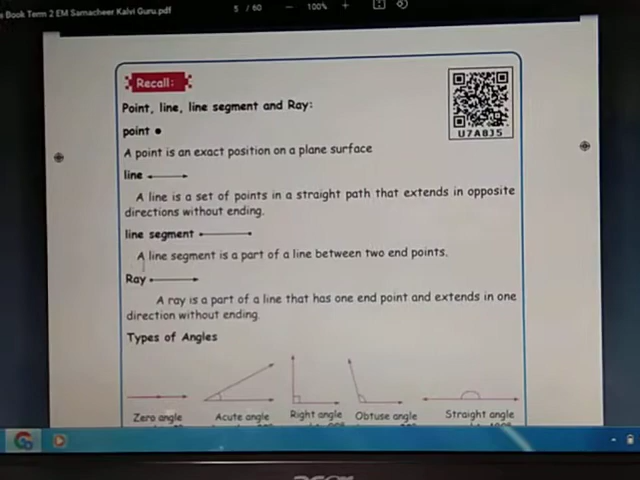 s Book Term 2 EM Samacheer Kalvi Guru.pdf
5 / 60
100%
Recall:
Point, line, line segment and Ray:
U7A8J5
point
A point is an exact position on a plane surface
line
A line is a set of points in a straight path that extends in opposite
directions without ending.
line segment
A line segment is a part of a line between two end points.
Ray
A ray is a part of a line that has one end point and extends in one
direction without ending
Types of Angles
Zero angle Acute angle Right angle Obtuse angle Straight angle
acer